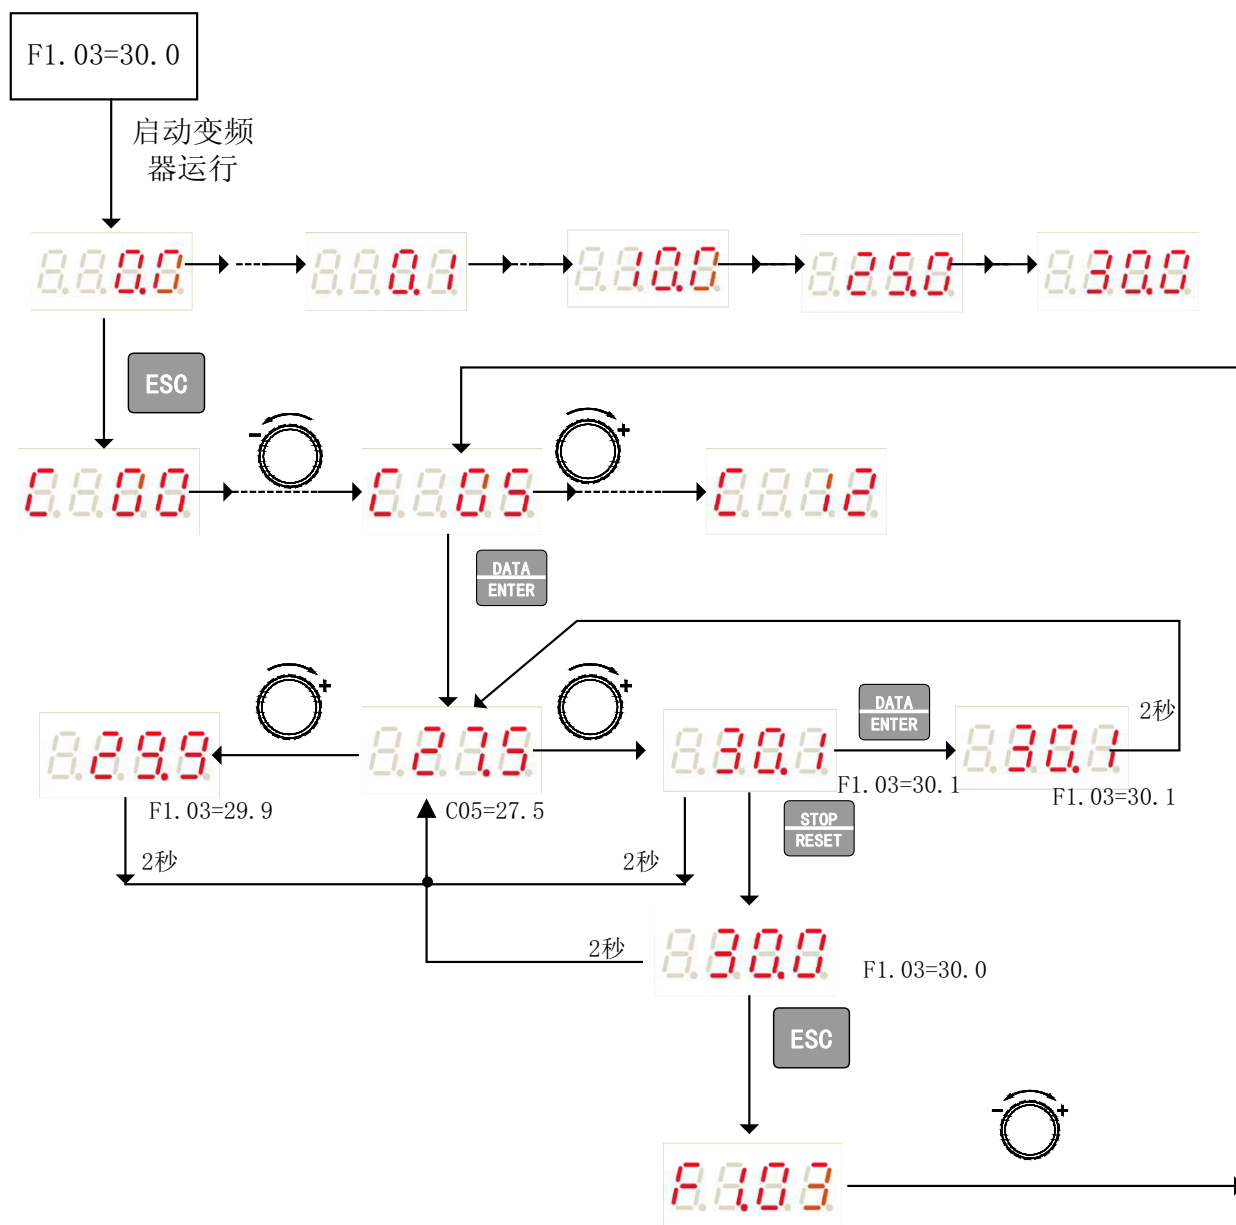 F1.03=30.0
启动变频
器运行
0.0
0.1
10.0
25.0
30.0
ESC
-
+
C 00
C 05
C 12
DATA
ENTER
+
+
DATA
ENTER
2秒
29.9
27.5
30.1
30.1
F1.03=30.1
F1.03=30.1
F1.03=29.9
C05=27.5
STOP
RESET
2秒
2秒
2秒
30.0
F1.03=30.0
ESC
- +
F1.03